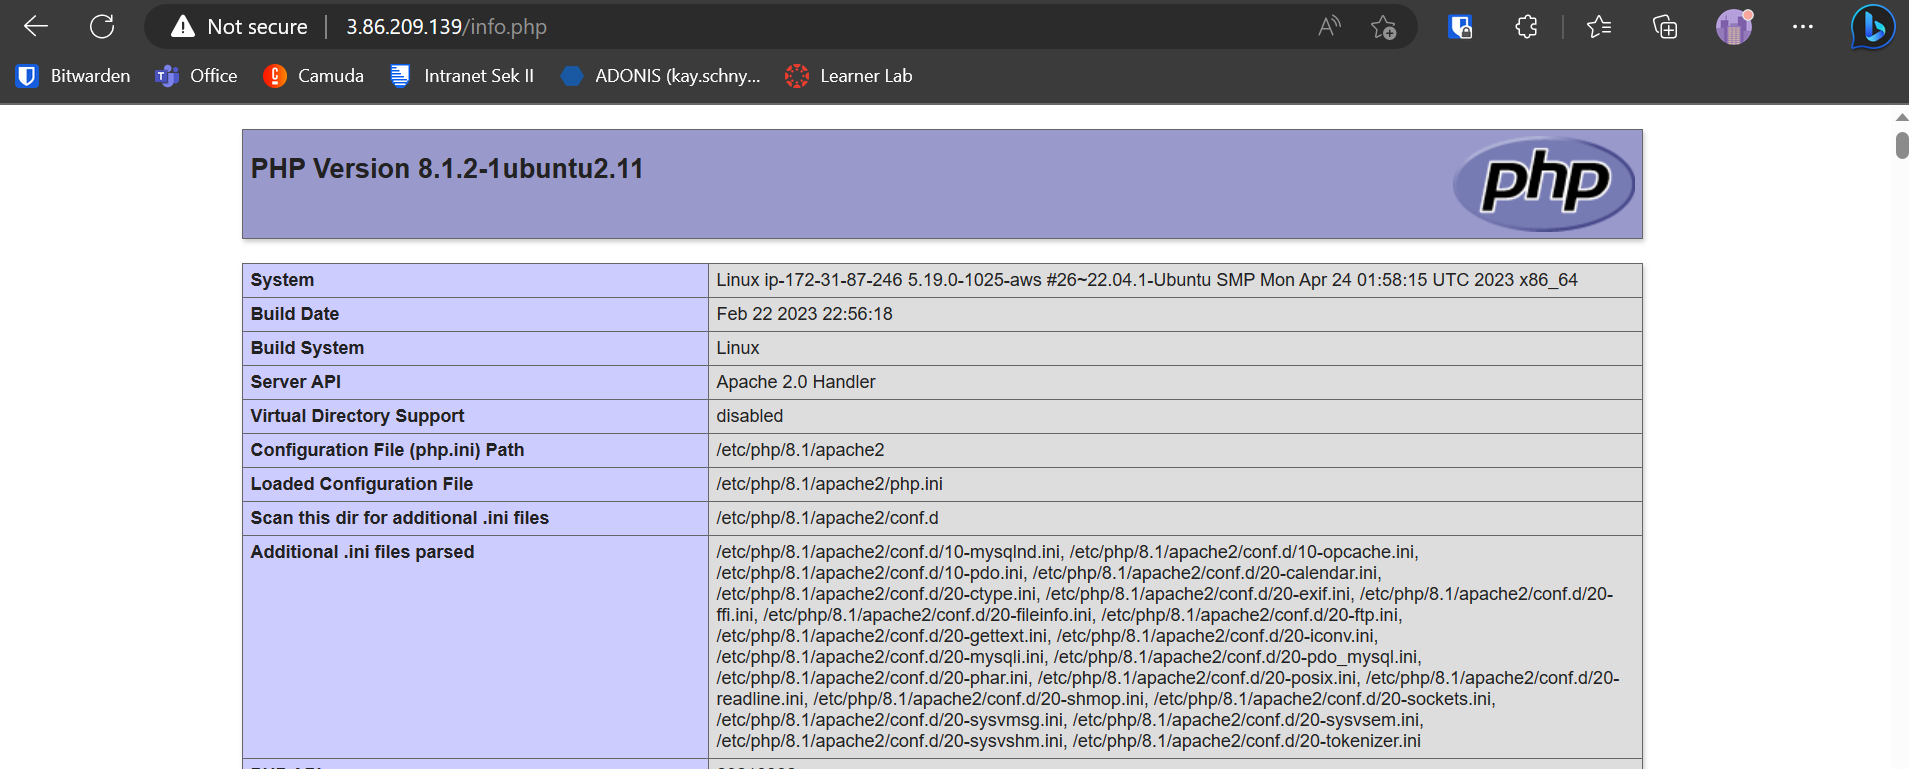 Not secure
3.86.209.139/info.php
Bitwarden
Office
Camuda
Intranet Sek II
ADONIS (kay.schny...
Learner Lab
PHP Version 8.1.2-1ubuntu2.11
php
System
Linux ip-172-31-87-246 5.19.0-1025-aws #26~22.04.1-Ubuntu SMP Mon Apr 24 01:58:15 UTC 2023 x86_64
Build Date
Feb 22 2023 22:56:18
Build System
Linux
Server API
Apache 2.0 Handler
Virtual Directory Support
disabled
Configuration File (php.ini) Path
/etc/php/8.1/apache2
Loaded Configuration File
/etc/php/8.1/apache2/php.ini
Scan this dir for additional .ini files
/etc/php/8.1/apache2/conf.d
Additional .ini files parsed
/etc/php/8.1/apache2/conf.d/10-mysqlnd.ini, /etc/php/8.1/apache2/conf.d/10-opcache.ini,
/etc/php/8.1/apache2/conf.d/10-pdo.ini, /etc/php/8.1/apache2/conf.d/20-calendar.ini,
/etc/php/8.1/apache2/conf.d/20-ctype.ini, /etc/php/8.1/apache2/conf.d/20-exif.ini, /etc/php/8.1/apache2/conf.d/20-
ffi.ini, /etc/php/8.1/apache2/conf.d/20-fileinfo.ini, /etc/php/8.1/apache2/conf.d/20-ftp.ini,
/etc/php/8.1/apache2/conf.d/20-gettext.ini, /etc/php/8.1/apache2/conf.d/20-iconv.ini,
/etc/php/8.1/apache2/conf.d/20-mysqli.ini, /etc/php/8.1/apache2/conf.d/20-pdo_mysql.ini,
/etc/php/8.1/apache2/conf.d/20-phar.ini, /etc/php/8.1/apache2/conf.d/20-posix.ini, /etc/php/8.1/apache2/conf.d/20-
readline.ini, /etc/php/8.1/apache2/conf.d/20-shmop.ini, /etc/php/8.1/apache2/conf.d/20-sockets.ini,
/etc/php/8.1/apache2/conf.d/20-sysvmsg.ini, /etc/php/8.1/apache2/conf.d/20-sysvsem.ini,
/etc/php/8.1/apache2/conf.d/20-sysvshm.ini, /etc/php/8.1/apache2/conf.d/20-tokenizer.ini